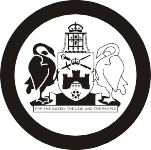 FOR THE QUEEN, THE LAW, AND THE PEOPLE